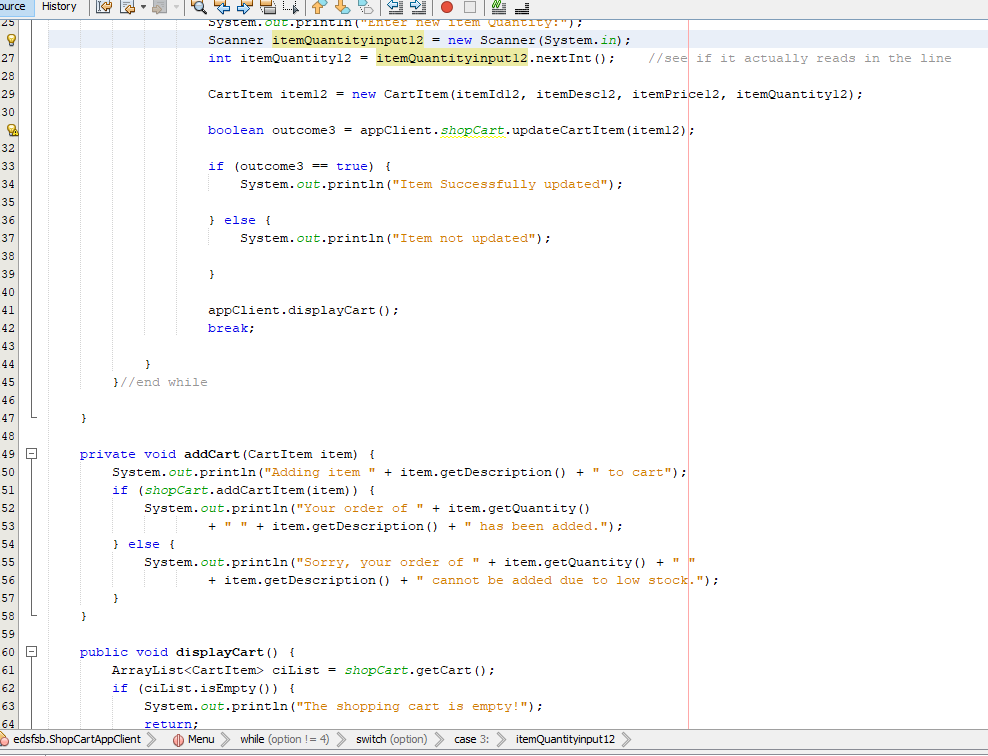 ource History
25 System.out.println("Enter new item Quantity:");
Scanner itemQuantityinput12 = new Scanner(System.in);
27 int itemQuantity12 = itemQuantityinput12.nextInt(); //see if it actually reads in the line
28
29 CartItem item12 = new CartItem(itemId12, itemDesc12, itemPrice12, itemQuantity12);
30
boolean outcome3 = appClient.shopCart.updateCartItem(item12);
32
33 if (outcome3 == true) {
34 System.out.println("Item Successfully updated");
35
36 } else {
37 System.out.println("Item not updated");
38
39 }
40
41 appClient.displayCart();
42 break;
43
44 }
45 }//end while
46
47 }
48
49 private void addCart(CartItem item) {
50 System.out.println("Adding item " + item.getDescription() + " to cart");
51 if (shopCart.addCartItem(item)) {
52 System.out.println("Your order of " + item.getQuantity()
53 + " " + item.getDescription() + " has been added.");
54 } else {
55 System.out.println("Sorry, your order of " + item.getQuantity() + " "
56 + item.getDescription() + " cannot be added due to low stock.");
57 }
58 }
59
60 public void displayCart() {
61 ArrayList<CartItem> ciList = shopCart.getCart();
62 if (ciList.isEmpty()) {
63 System.out.println("The shopping cart is empty!");
64 return;
edsfsb.ShopCartAppClient Menu while (option != 4) switch (option) case 3: itemQuantityinput12